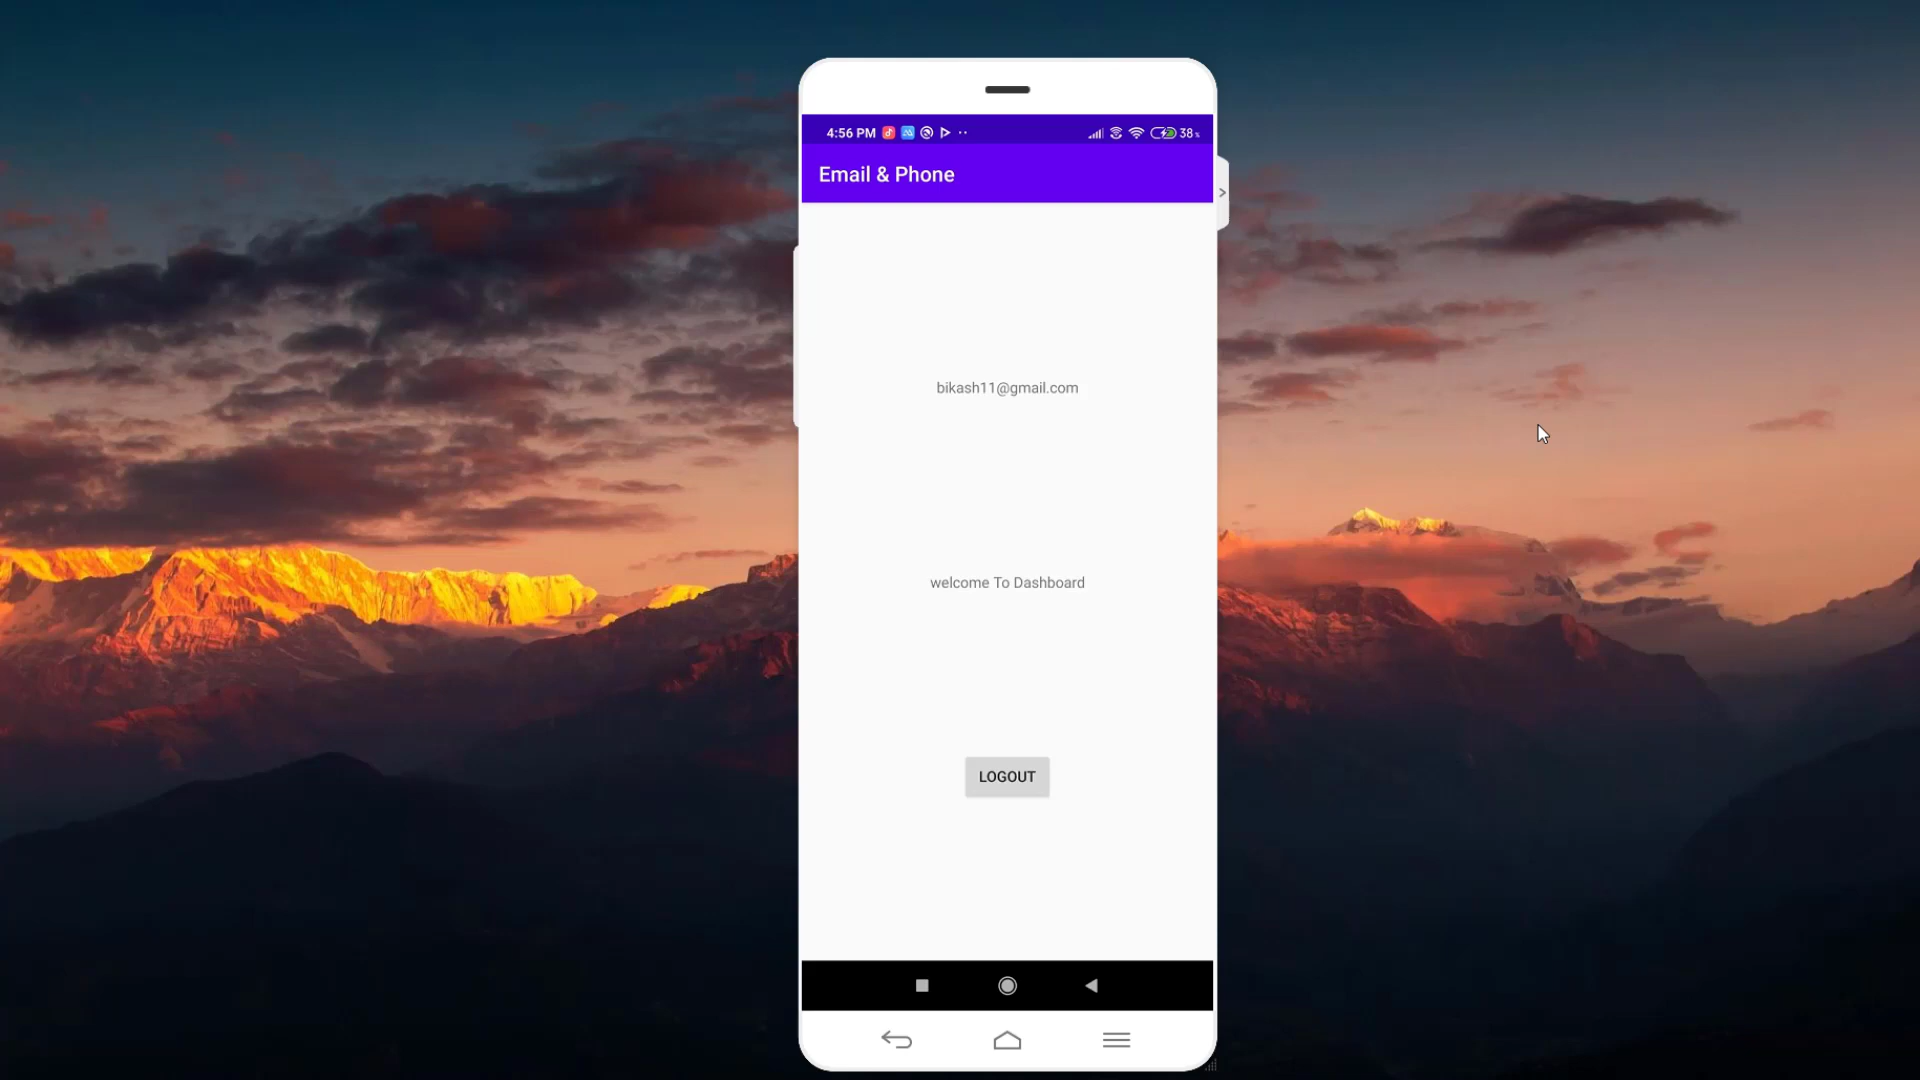 4:56 PM
38%
Email & Phone
bikash11@gmail.com
welcome To Dashboard
LOGOUT